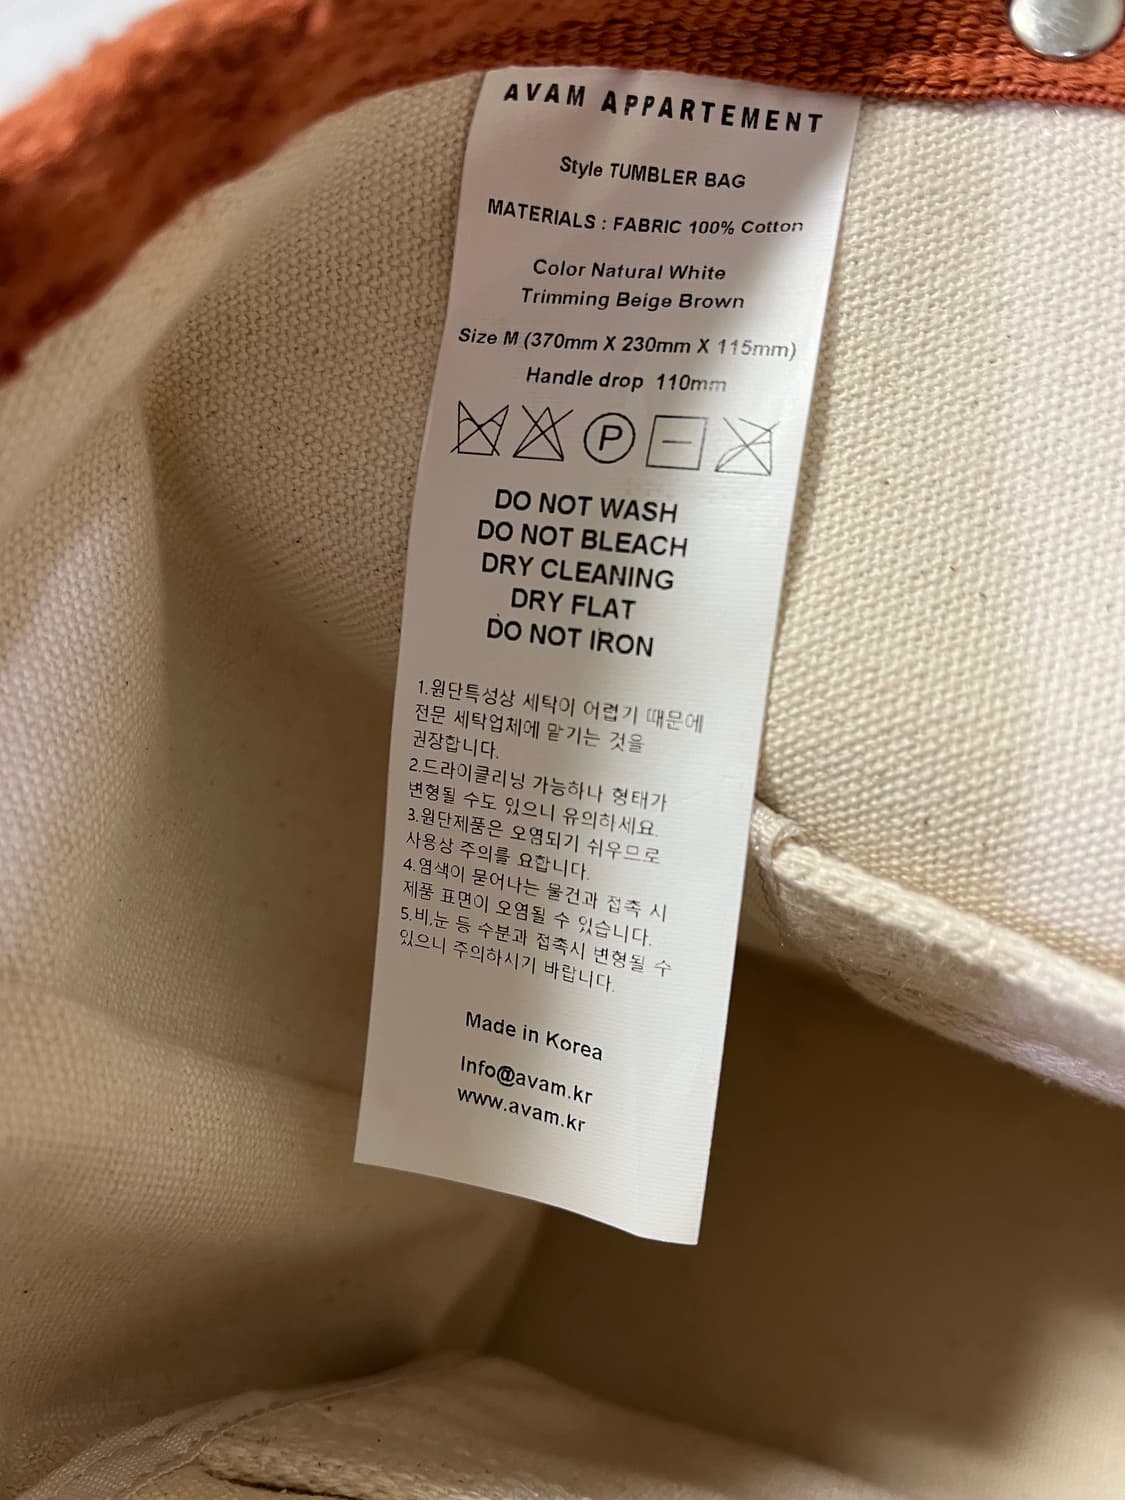 AVAM APPARTEMENT
Style TUMBLER BAG
MATERIALS : FABRIC 100% Cotton
Color Natural White
Trimming Beige Brown
Size M (370mm X 230mm X 115mm)
Handle drop 110mm
P
DO NOT WASH
DO NOT BLEACH
DRY CLEANING
DRY FLAT
DO NOT IRON
1.원단특성상 세탁이 어렵기 때문에
전문 세탁업체에 맡기는 것을
권장합니다.
2.드라이클리닝 가능하나 형태가
변형될 수도 있으니 유의하세요.
3.원단제품은 오염되기 쉬우므로
사용상 주의를 요합니다.
4.염색이 묻어나는 물건과 접촉 시
제품 표면이 오염될 수 있습니다.
5.비,눈 등 수분과 접촉시 변형될 수
있으니 주의하시기 바랍니다.
Made in Korea
Info@avam.kr
www.avam.kr